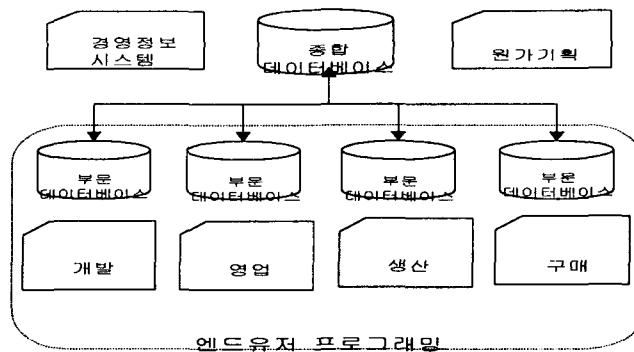 경영정보
시스템
종합
데이터베이스
원가기획
부문
데이터베이스
부문
데이터베이스
부문
데이터베이스
부문
데이터베이스
개발
영업
생산
구매
엔드유저 프로그래밍